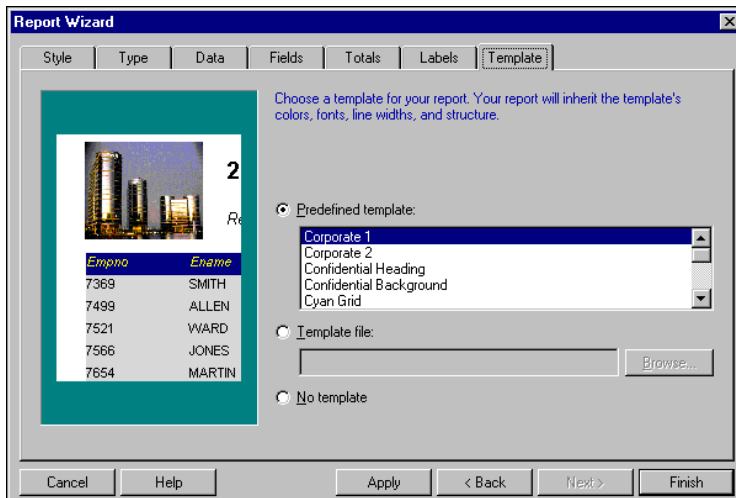 Report Wizard
Style Type Data Fields Totals Labels Template
Choose a template for your report. Your report will inherit the template's
colors, fonts, line widths, and structure.
2
Re
Empno Ename
7369 SMITH
7499 ALLEN
7521 WARD
7566 JONES
7654 MARTIN
Predefined template:
Corporate 1
Corporate 2
Confidential Heading
Confidential Background
Cyan Grid
Template file:
Browse...
No template
Cancel Help Apply < Back Next > Finish